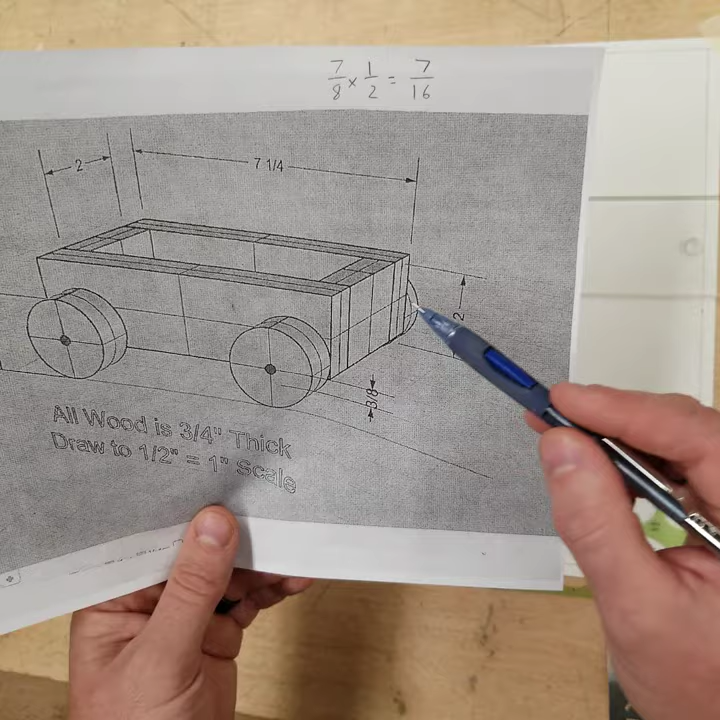 7/8 × 1/2 = 7/16
2
7 1/4
2
3/8
All Wood is 3/4" Thick
Draw to 1/2" = 1" Scale